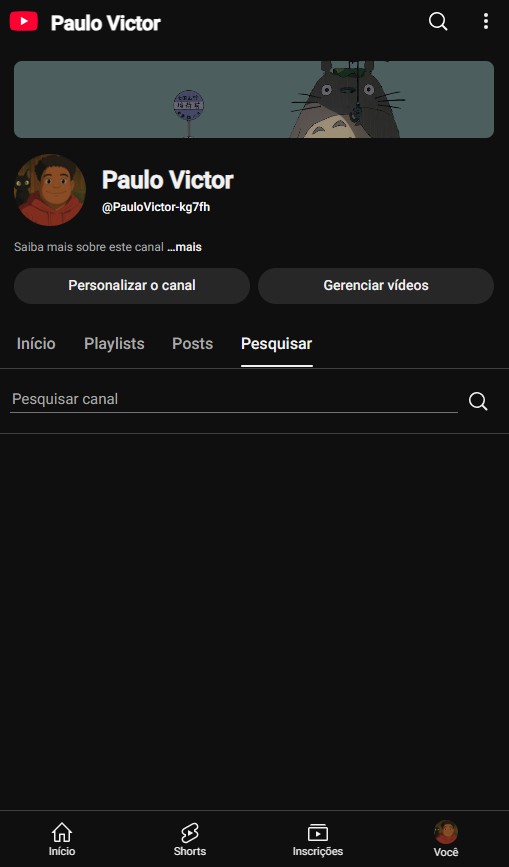 Paulo Victor
Paulo Victor
@PauloVictor-kg7fh
Saiba mais sobre este canal ...mais
Personalizar o canal
Gerenciar vídeos
Início
Playlists
Posts
Pesquisar
Pesquisar canal
Início
Shorts
Inscrições
Você